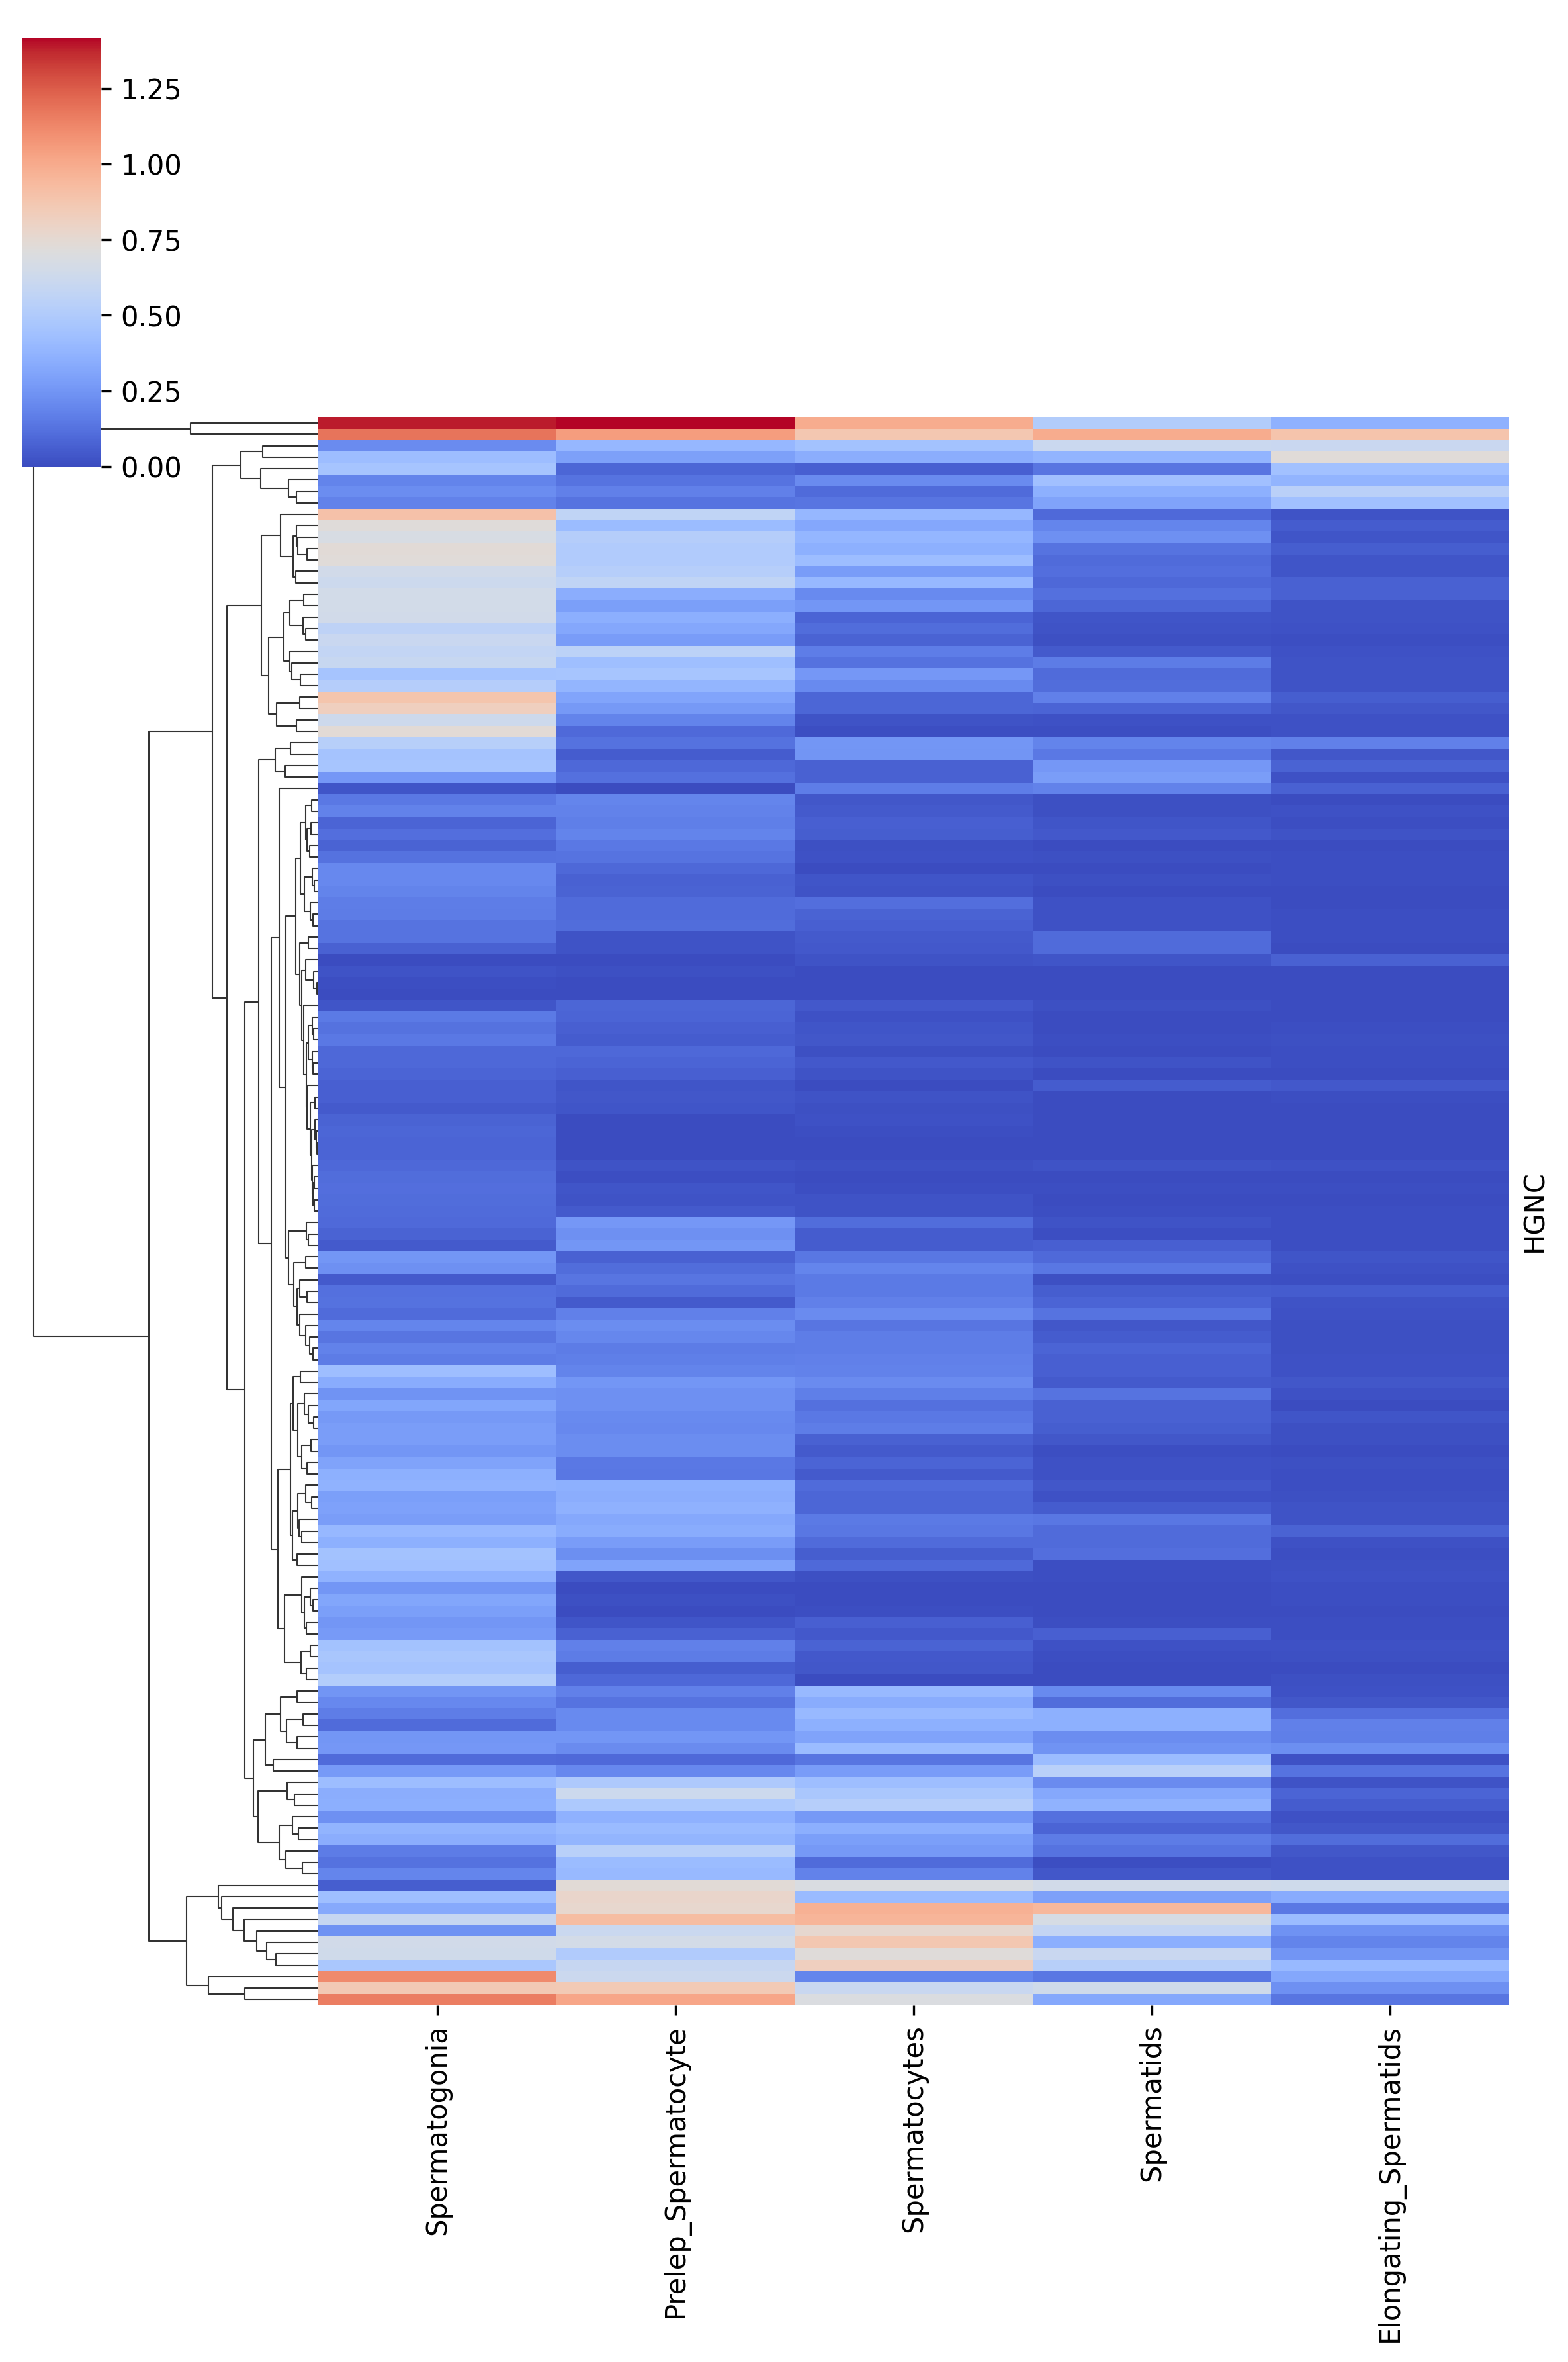 1.25
1.00
0.75
0.50
0.25
0.00
HGNC
Spermatogonia
Prelep_Spermatocyte
Spermatocytes
Spermatids
Elongating_Spermatids